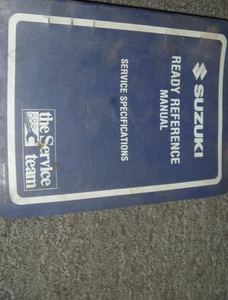 SUZUKI
READY REFERENCE
MANUAL
SERVICE SPECIFICATIONS
the Service
team